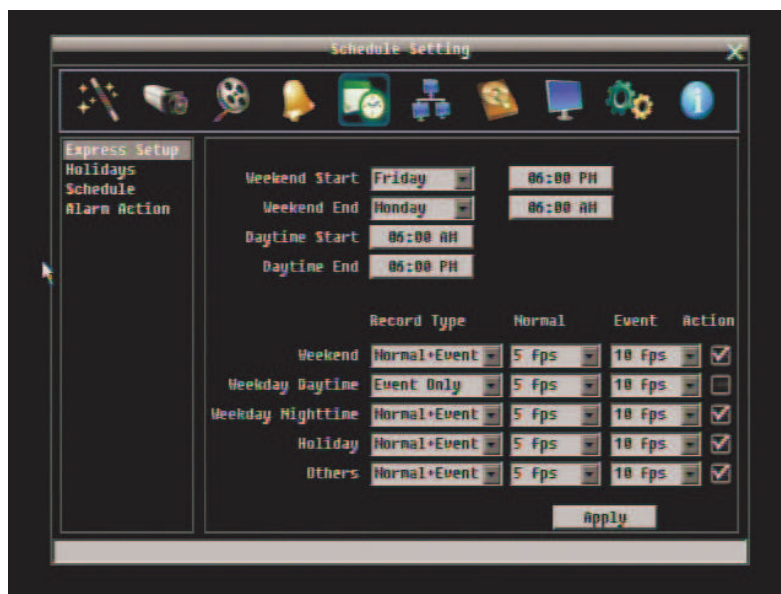 Schedule Setting
X
Express Setup
Holidays
Schedule
Alarm Action
Weekend Start Friday 06:00 PM
Weekend End Monday 06:00 AM
Daytime Start 06:00 AM
Daytime End 06:00 PM
Record Type Normal Event Action
Weekend Normal+Event 5 fps 10 fps
Weekday Daytime Event Only 5 fps 10 fps
Weekday Nighttime Normal+Event 5 fps 10 fps
Holiday Normal+Event 5 fps 10 fps
Others Normal+Event 5 fps 10 fps
Apply